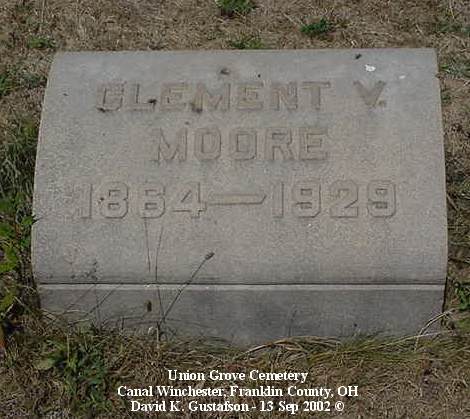 CLEMENT V.
MOORE
1864—1929
Union Grove Cemetery
Canal Winchester, Franklin County, OH
David K. Gustafson - 13 Sep 2002 ©